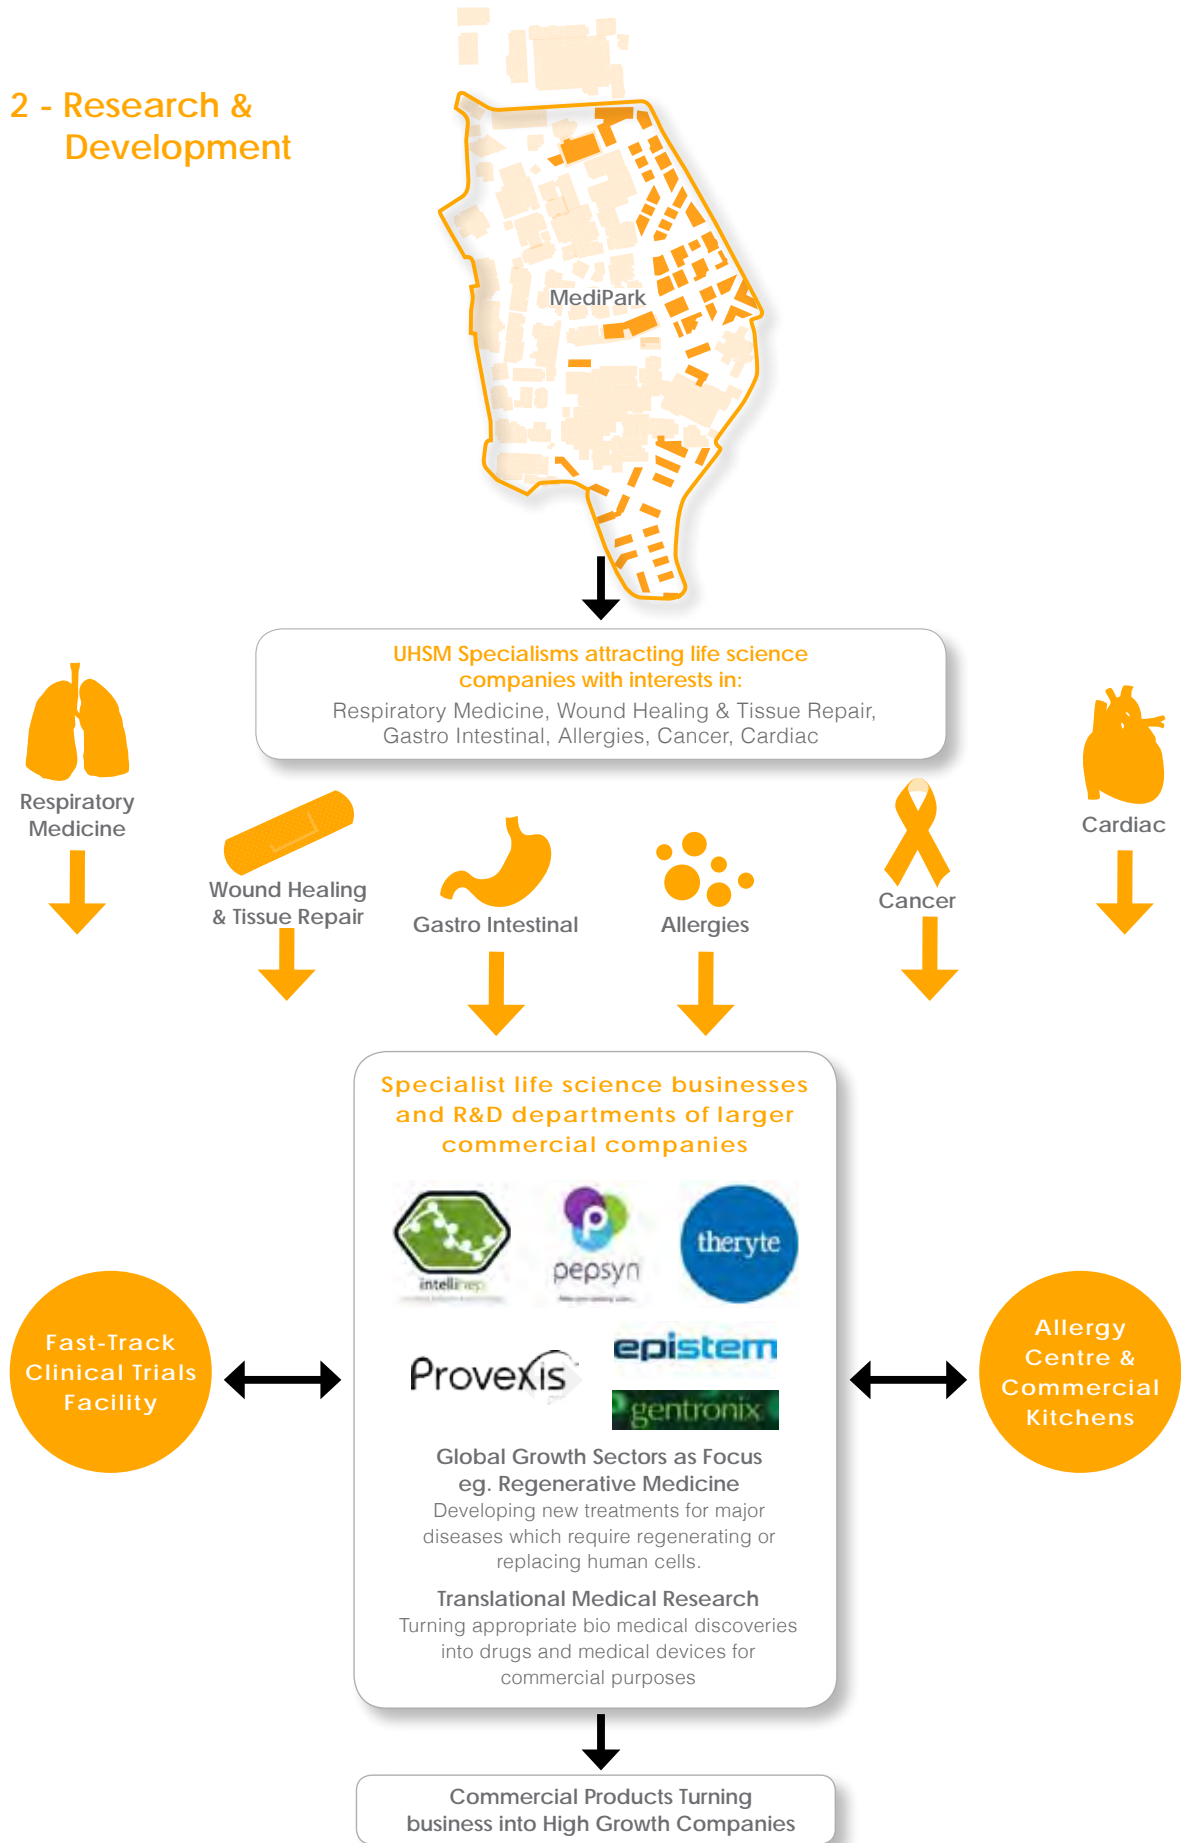 2 - Research &
Development
MediPark
UHSM Specialisms attracting life science
companies with interests in:
Respiratory Medicine, Wound Healing & Tissue Repair,
Gastro Intestinal, Allergies, Cancer, Cardiac
Respiratory
Medicine
Wound Healing
& Tissue Repair
Gastro Intestinal
Allergies
Cancer
Cardiac
Specialist life science businesses
and R&D departments of larger
commercial companies
p
pepsyn
theryte
Provexis
epistem
gentronix
Fast-Track
Clinical Trials
Facility
Allergy
Centre &
Commercial
Kitchens
Global Growth Sectors as Focus
eg. Regenerative Medicine
Developing new treatments for major
diseases which require regenerating or
replacing human cells.
Translational Medical Research
Turning appropriate bio medical discoveries
into drugs and medical devices for
commercial purposes
Commercial Products Turning
business into High Growth Companies